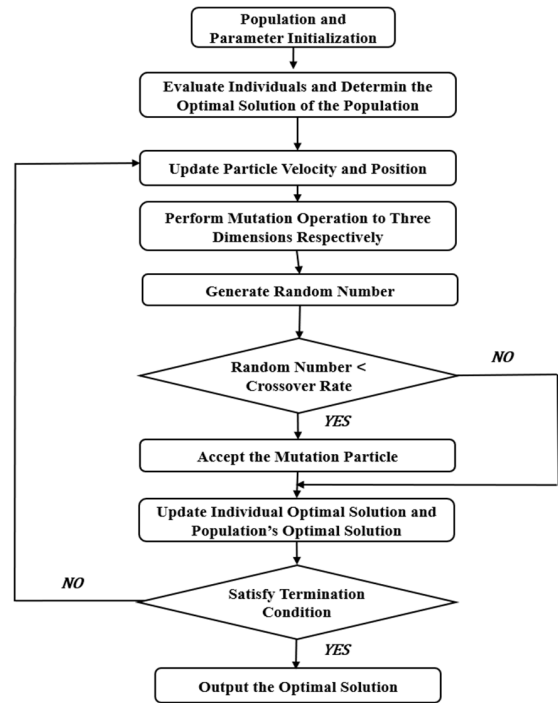 Population and
Parameter Initialization
Evaluate Individuals and Determin the
Optimal Solution of the Population
Update Particle Velocity and Position
Perform Mutation Operation to Three
Dimensions Respectively
Generate Random Number
Random Number <
Crossover Rate
NO
YES
Accept the Mutation Particle
Update Individual Optimal Solution and
Population's Optimal Solution
Satisfy Termination
Condition
NO
YES
Output the Optimal Solution